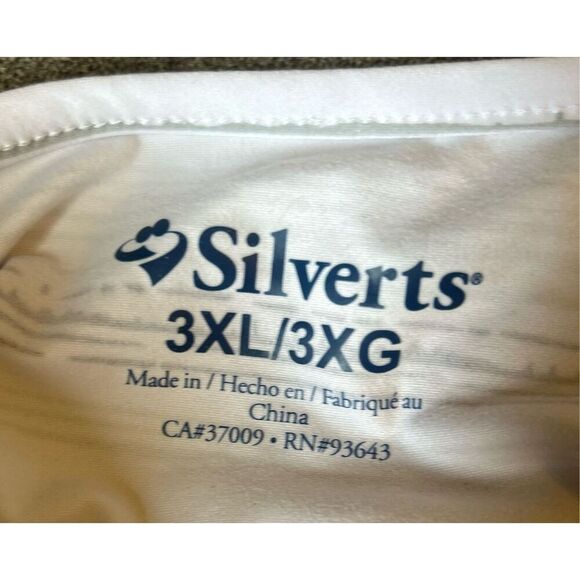 Silverts®
3XL/3XG
Made in / Hecho en / Fabriqué au
China
CA#37009 • RN#93643